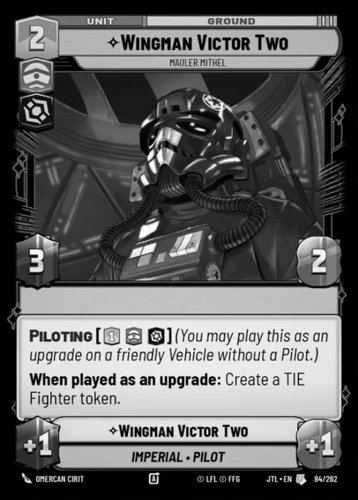 UNIT
GROUND
2
✧WINGMAN VICTOR TWO
MAULER MITHEL
3
2
PILOTING [1] (You may play this as an
upgrade on a friendly Vehicle without a Pilot.)
When played as an upgrade: Create a TIE
Fighter token.
+1
✧WINGMAN VICTOR TWO
IMPERIAL • PILOT
+1
OMERCAN CIRIT
Ⓤ LFL Ⓤ FFG
JTL • EN
84/262